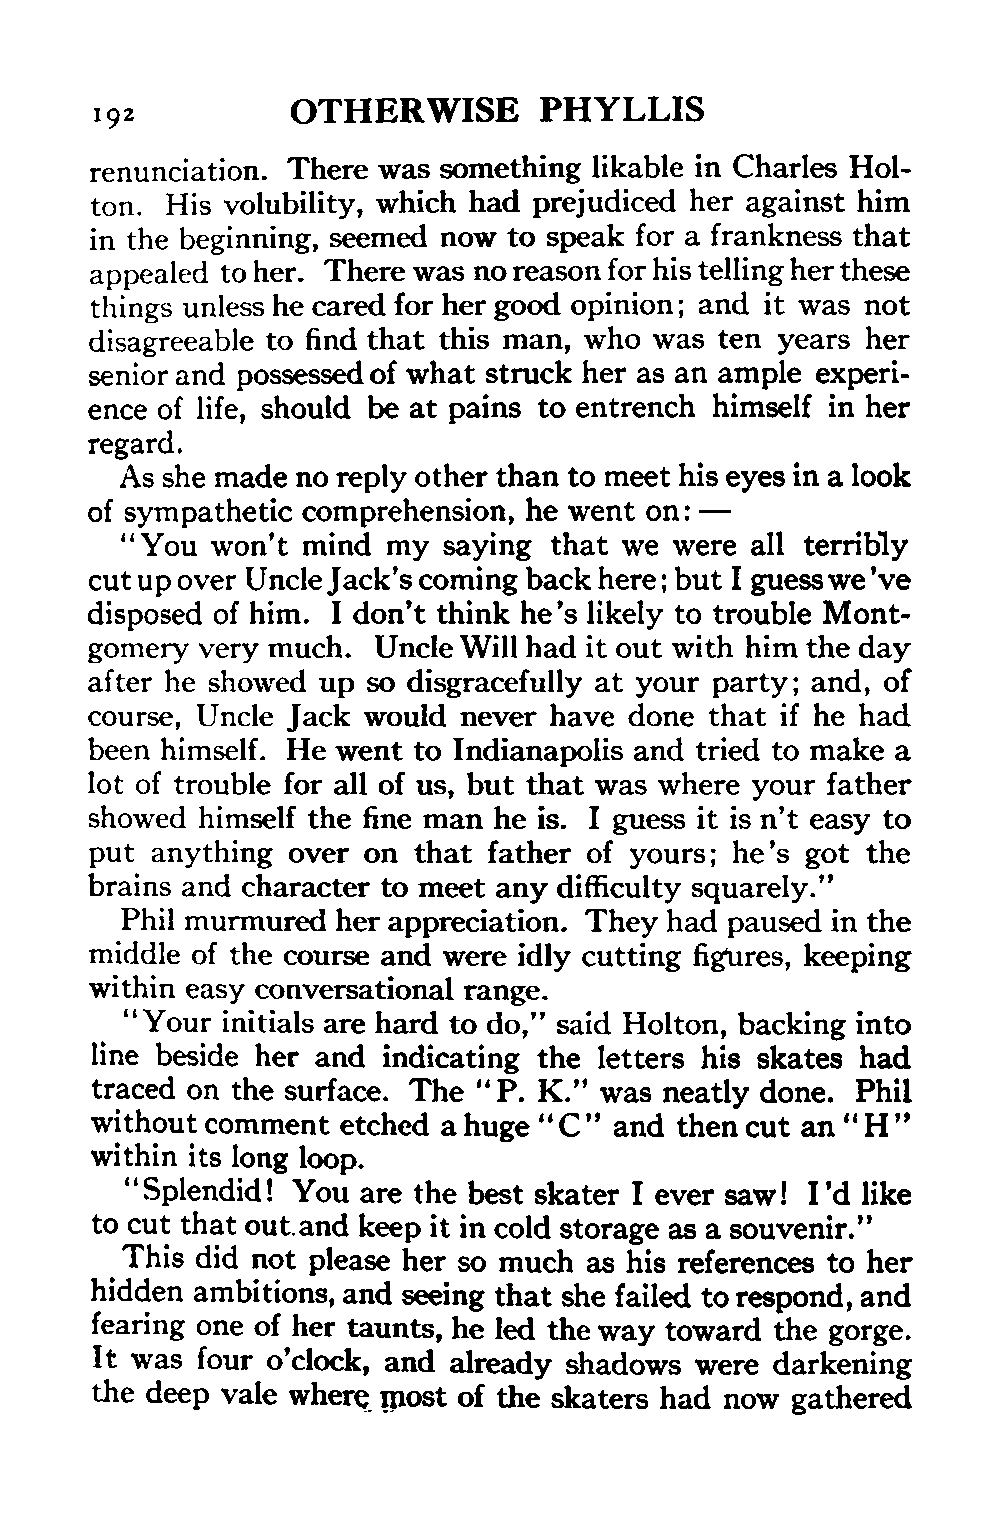 192 OTHERWISE PHYLLIS
renunciation. There was something likable in Charles Hol-
ton. His volubility, which had prejudiced her against him
in the beginning, seemed now to speak for a frankness that
appealed to her. There was no reason for his telling her these
things unless he cared for her good opinion; and it was not
disagreeable to find that this man, who was ten years her
senior and possessed of what struck her as an ample experi-
ence of life, should be at pains to entrench himself in her
regard.
As she made no reply other than to meet his eyes in a look
of sympathetic comprehension, he went on: —
"You won't mind my saying that we were all terribly
cut up over Uncle Jack's coming back here; but I guess we 've
disposed of him. I don't think he's likely to trouble Mont-
gomery very much. Uncle Will had it out with him the day
after he showed up so disgracefully at your party; and, of
course, Uncle Jack would never have done that if he had
been himself. He went to Indianapolis and tried to make a
lot of trouble for all of us, but that was where your father
showed himself the fine man he is. I guess it is n't easy to
put anything over on that father of yours; he's got the
brains and character to meet any difficulty squarely."
Phil murmured her appreciation. They had paused in the
middle of the course and were idly cutting figures, keeping
within easy conversational range.
"Your initials are hard to do," said Holton, backing into
line beside her and indicating the letters his skates had
traced on the surface. The "P. K." was neatly done. Phil
without comment etched a huge "C" and then cut an "H"
within its long loop.
"Splendid! You are the best skater I ever saw! I 'd like
to cut that out.and keep it in cold storage as a souvenir."
This did not please her so much as his references to her
hidden ambitions, and seeing that she failed to respond, and
fearing one of her taunts, he led the way toward the gorge.
It was four o'clock, and already shadows were darkening
the deep vale where most of the skaters had now gathered